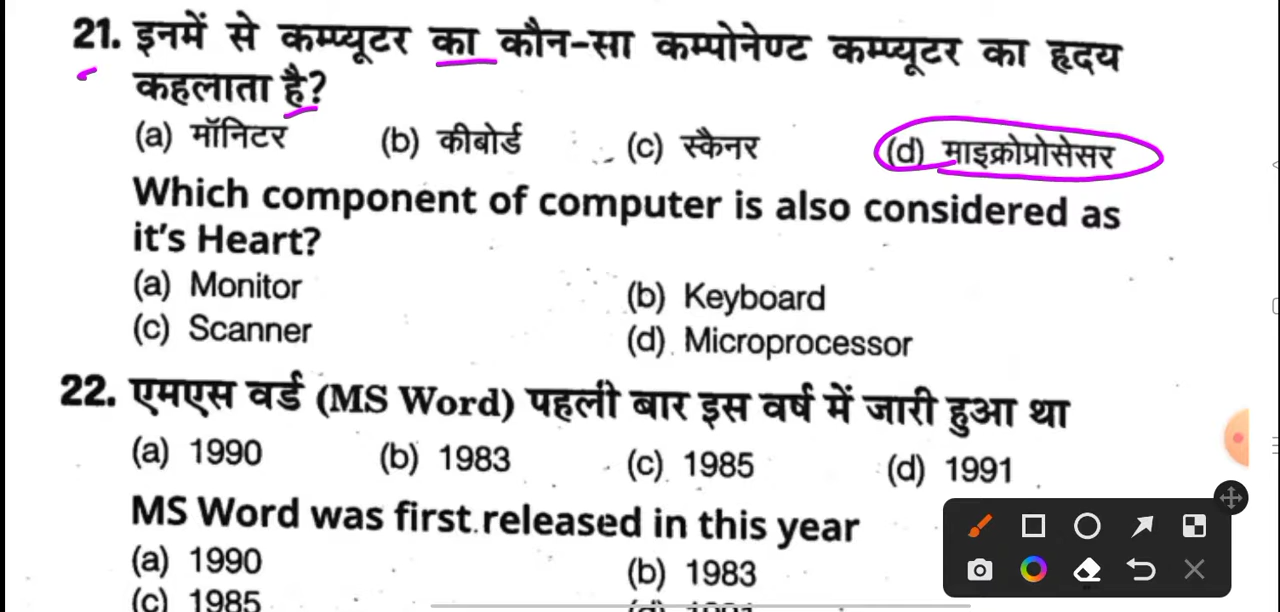 21. इनमें से कम्प्यूटर का कौन-सा कम्पोनेण्ट कम्प्यूटर का हृदय
कहलाता है?
(a) मॉनिटर (b) कीबोर्ड (c) स्कैनर (d) माइक्रोप्रोसेसर
Which component of computer is also considered as
it's Heart?
(a) Monitor (b) Keyboard
(c) Scanner (d) Microprocessor
22. एमएस वर्ड (MS Word) पहली बार इस वर्ष में जारी हुआ था
(a) 1990 (b) 1983 (c) 1985 (d) 1991
MS Word was first released in this year
(a) 1990 (b) 1983
(c) 1985 (d) 1991